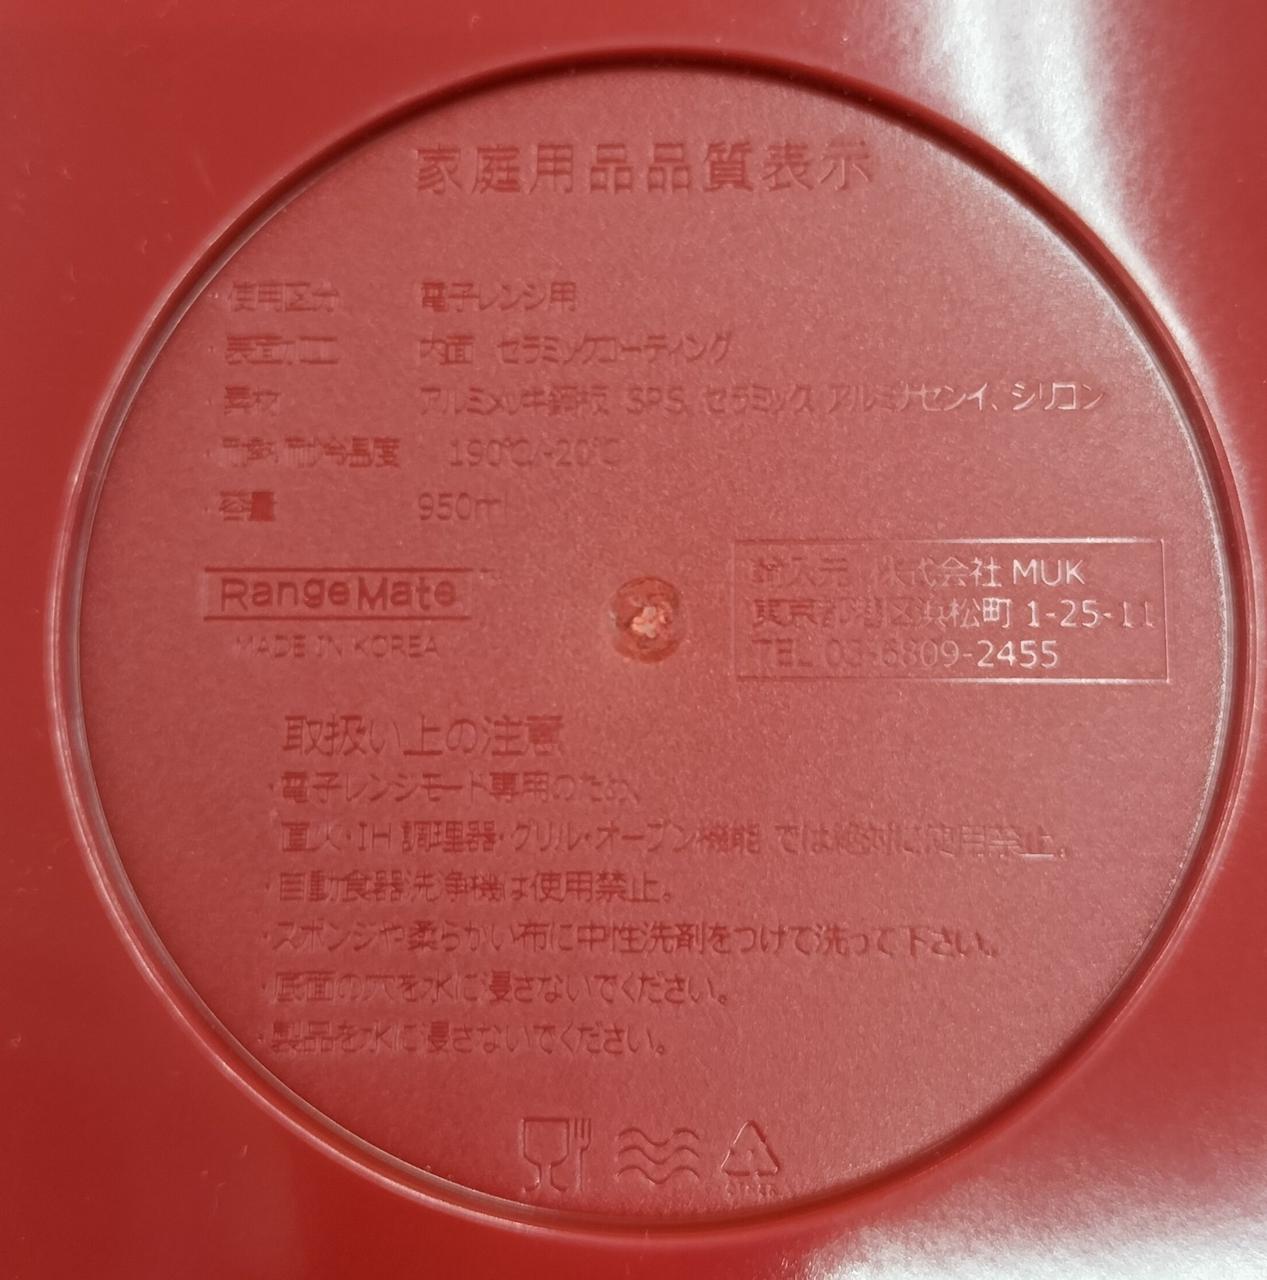 家庭用品品質表示
使用区分 電子レンジ用
表面加工 内面 セラミックコーティング
素材 アルミメッキ鋼板 SPS、セラミックス、アルミナセンイ、シリコン
耐熱/耐冷温度 190℃/-20℃
容量 950ml
RangeMate
MADE IN KOREA
輸入元 株式会社 MUK
東京都港区浜松町 1-25-11
TEL 03-6809-2455
取扱い上の注意
・電子レンジモード専用のため、
直火・IH 調理器・グリル・オーブン機能 では絶対に使用禁止。
・自動食器洗浄機は使用禁止。
・スポンジや柔らかい布に中性洗剤をつけて洗って下さい。
・底面の穴を水に浸さないでください。
・製品を水に浸さないでください。